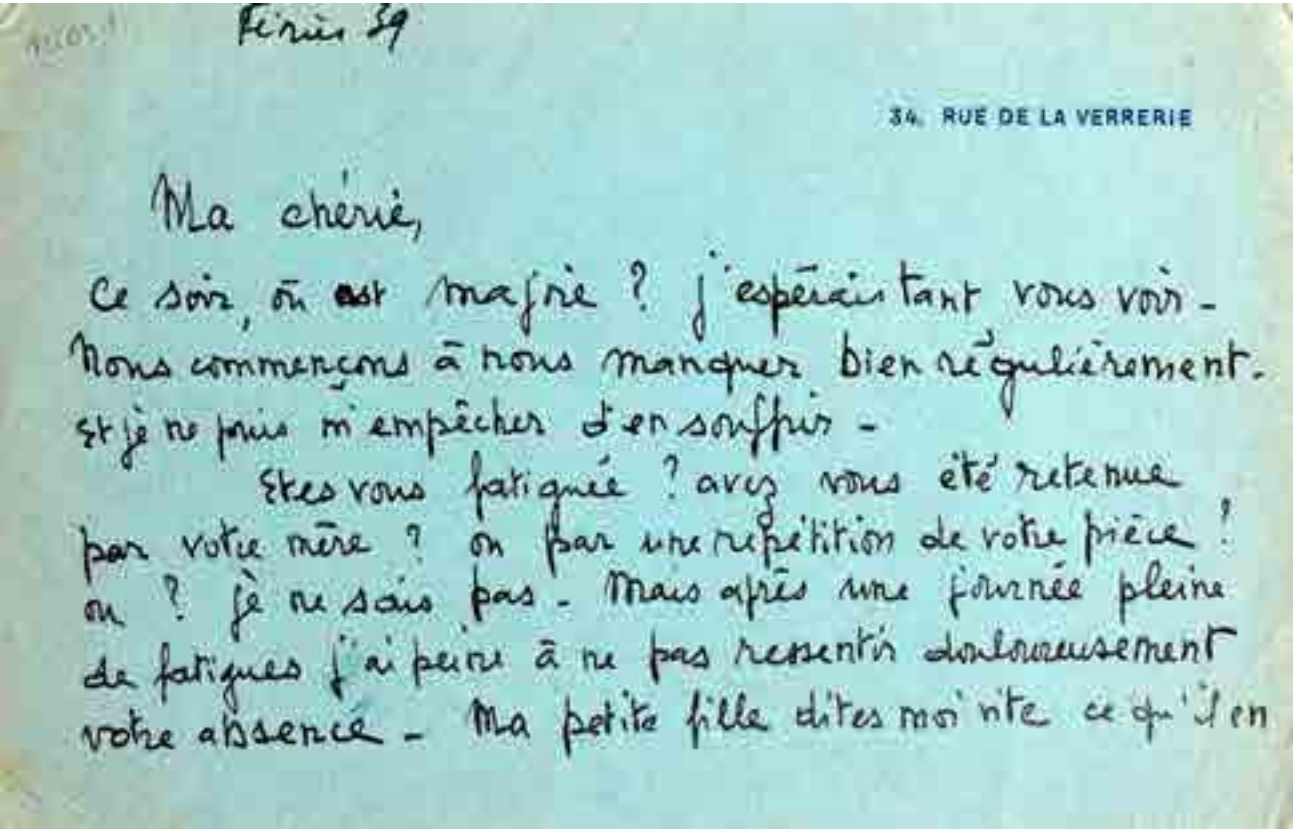 Février 39
34, RUE DE LA VERRERIE
Ma chérie,
Ce soir, où est majoie ? j'espérais tant vous voir -
Nous commençons à nous manquer bien régulièrement.
Et je ne puis m'empêcher d'en souffrir -
Etes vous fatiguée ? avez vous été retenue
par votre mère ? ou par une répétition de votre pièce ?
ou ? je ne sais pas - Mais après une journée pleine
de fatigues j'ai peine à ne pas ressentir douloureusement
votre absence - Ma petite fille dites moi vite ce qu'il en